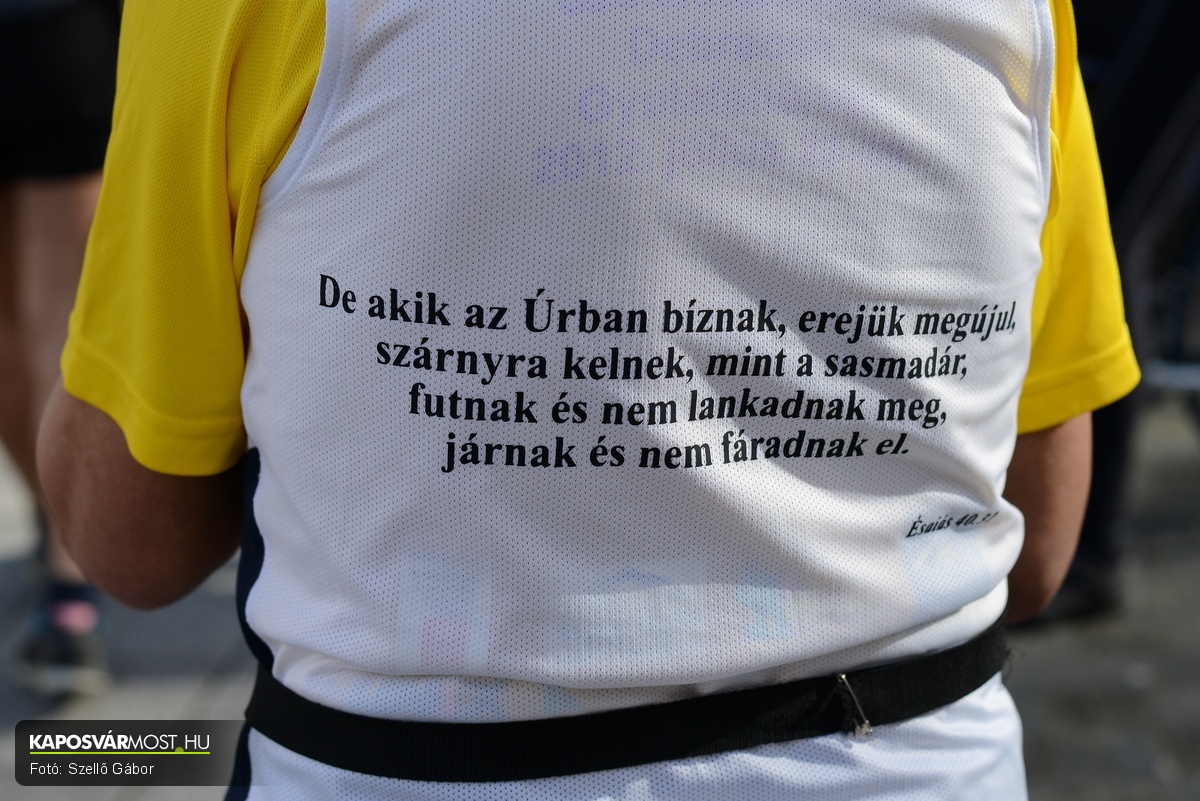 De akik az Úrban bíznak, erejük megújul,
szárnyra kelnek, mint a sasmadár,
futnak és nem lankadnak meg,
járnak és nem fáradnak el.
Ésaiás 40.31
KAPOSVÁRMOST.HU
Fotó: Szellő Gábor